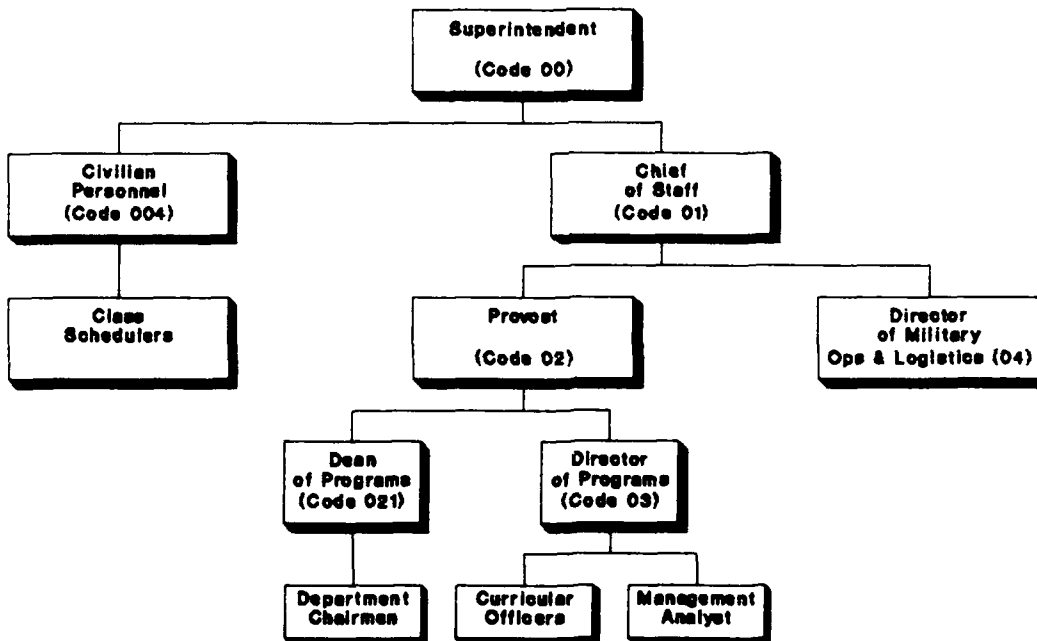 Superintendent
(Code 00)
Civilian
Personnel
(Code 004)
Chief
of Staff
(Code 01)
Class
Schedulers
Provost
(Code 02)
Director
of Military
Ops & Logistics (04)
Dean
of Programs
(Code 021)
Director
of Programs
(Code 03)
Department
Chairmen
Curricular
Officers
Management
Analyst